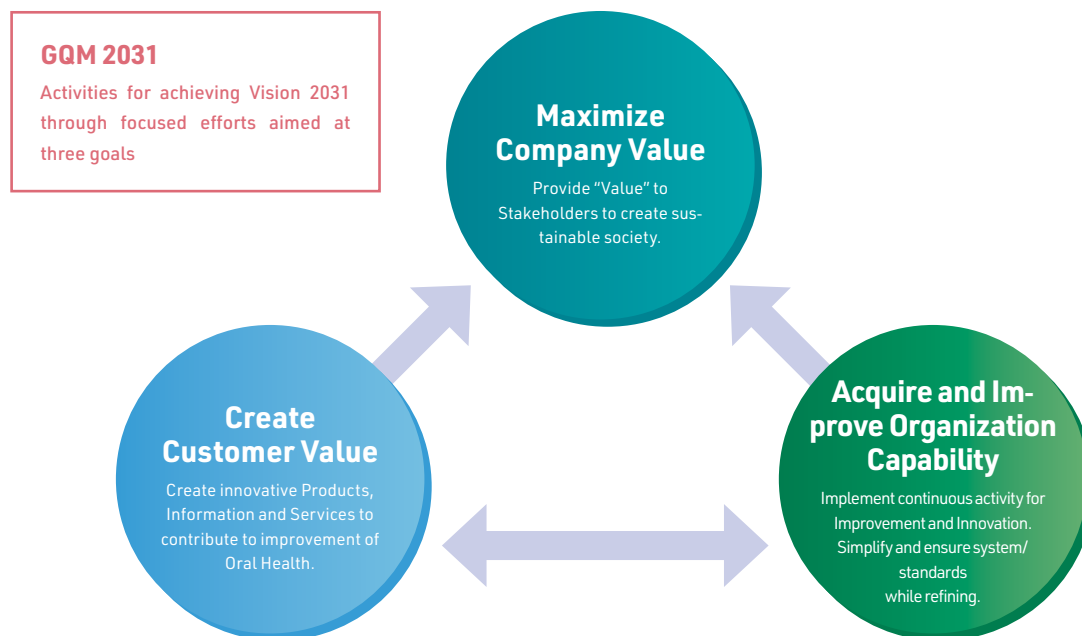 GQM 2031
Activities for achieving Vision 2031
through focused efforts aimed at
three goals
Maximize
Company Value
Provide “Value” to
Stakeholders to create sus-
tainable society.
Create
Customer Value
Create innovative Products,
Information and Services to
contribute to improvement of
Oral Health.
Acquire and Im-
prove Organization
Capability
Implement continuous activity for
Improvement and Innovation.
Simplify and ensure system/
standards
while refining.